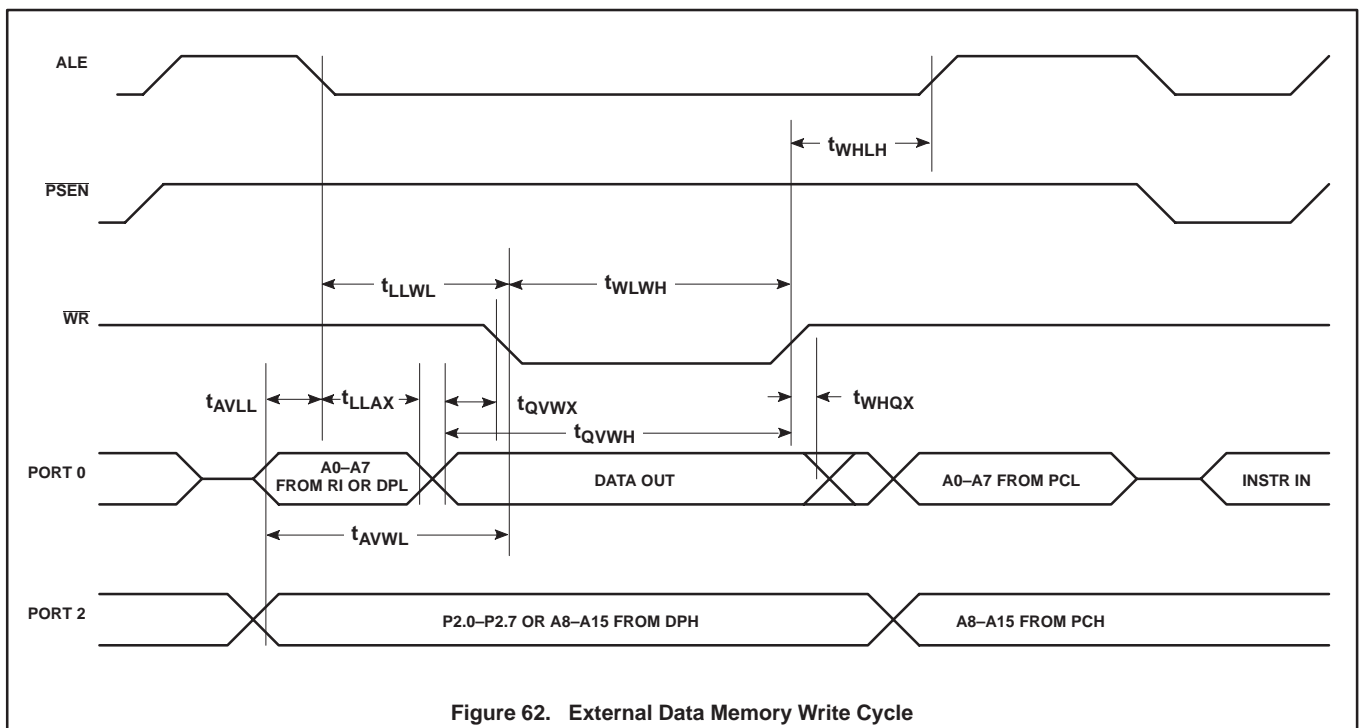 ALE
tWHLH
PSEN
tLLWL
tWLWH
WR
tAVLL
tLLAX
tQVWX
tWHQX
tQVWH
PORT 0
A0–A7
FROM RI OR DPL
DATA OUT
A0–A7 FROM PCL
INSTR IN
tAVWL
PORT 2
P2.0–P2.7 OR A8–A15 FROM DPH
A8–A15 FROM PCH
Figure 62. External Data Memory Write Cycle